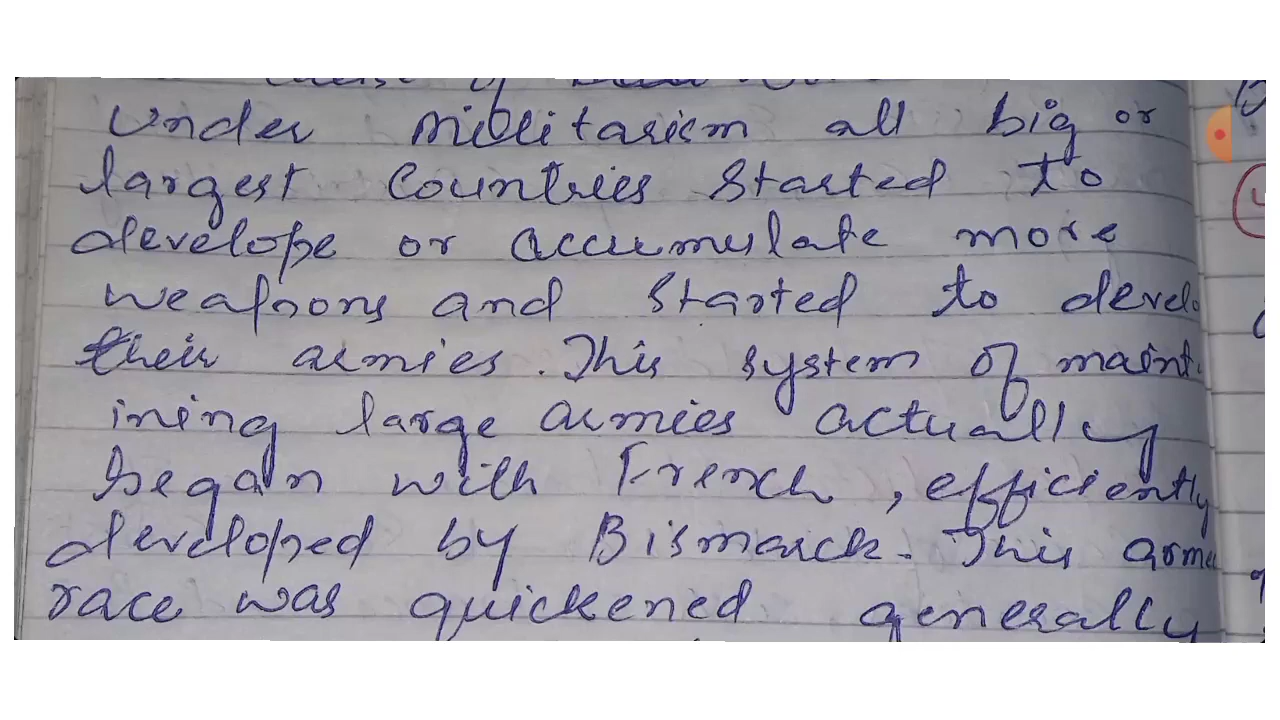 under millitarism all big or
largest countries started to
develope or accumulate more
weapons and started to develo
their armies. This system of maint
ining large armies actually
began with French, efficiently
developed by Bismarck. This
race was quickened generally